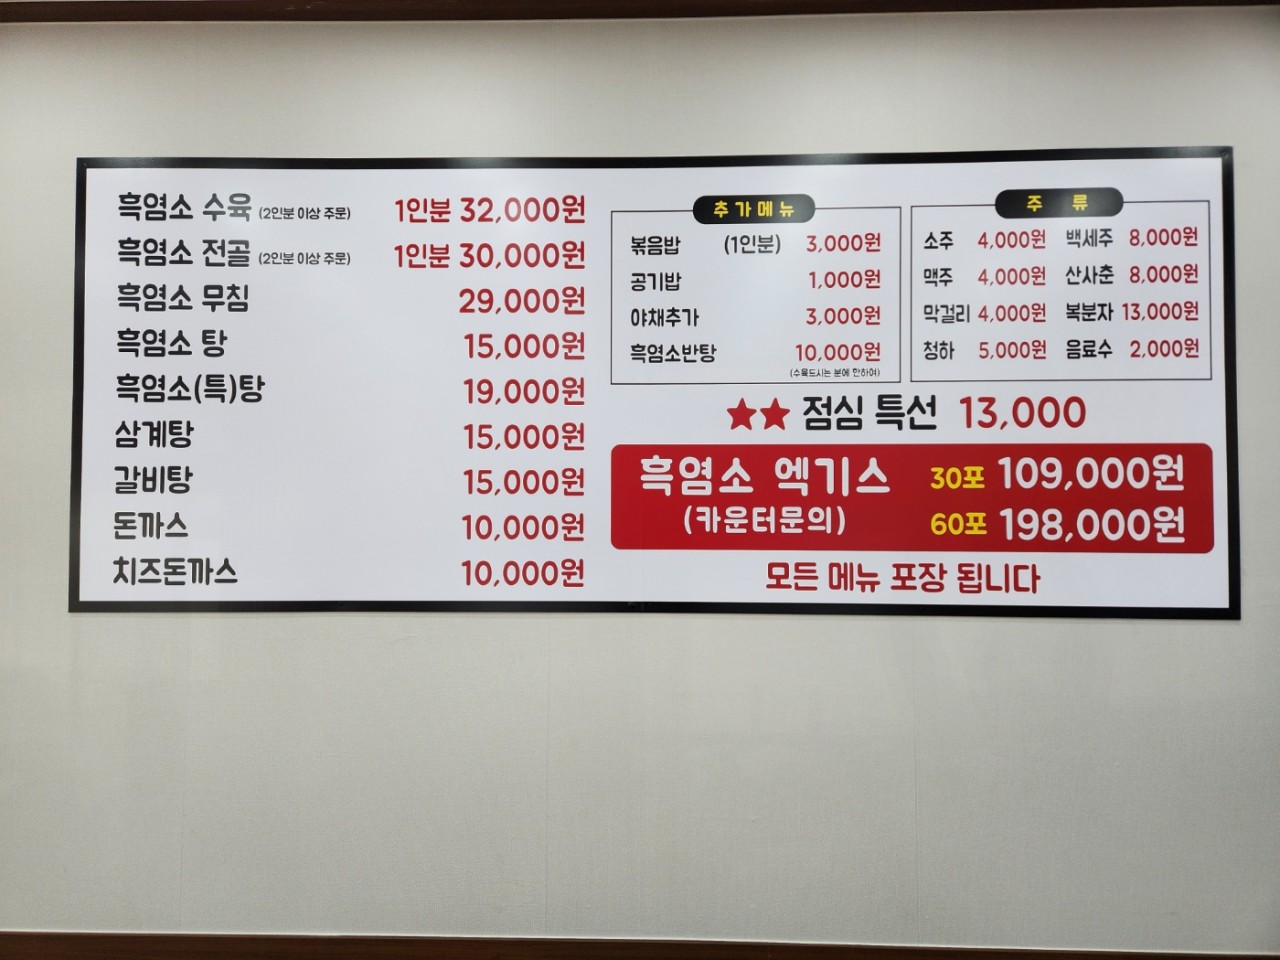 흑염소 수육 (2인분 이상 주문) 1인분 32,000원
흑염소 전골 (2인분 이상 주문) 1인분 30,000원
흑염소 무침 29,000원
흑염소 탕 15,000원
흑염소(특)탕 19,000원
삼계탕 15,000원
갈비탕 15,000원
돈까스 10,000원
치즈돈까스 10,000원
추가메뉴
볶음밥 (1인분) 3,000원
공기밥 1,000원
야채추가 3,000원
흑염소반탕 10,000원
(수육드시는 분에 한하여)
주 류
소주 4,000원 백세주 8,000원
맥주 4,000원 산사춘 8,000원
막걸리 4,000원 복분자 13,000원
청하 5,000원 음료수 2,000원
★★ 점심 특선 13,000
흑염소 엑기스 30포 109,000원
(카운터문의) 60포 198,000원
모든 메뉴 포장 됩니다